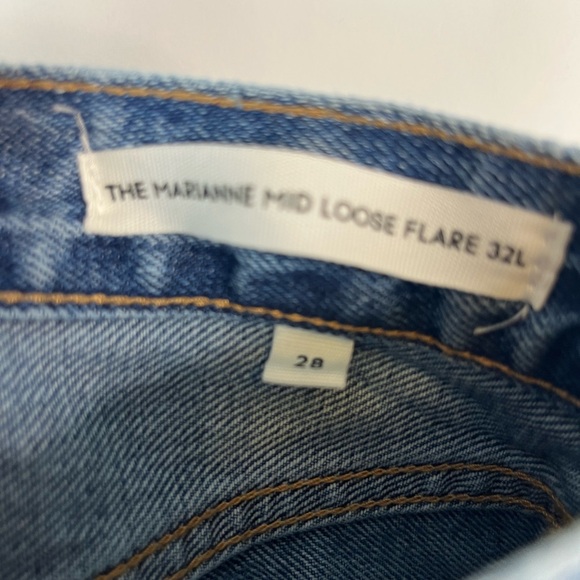 THE MARIANNE MID LOOSE FLARE 32L
28